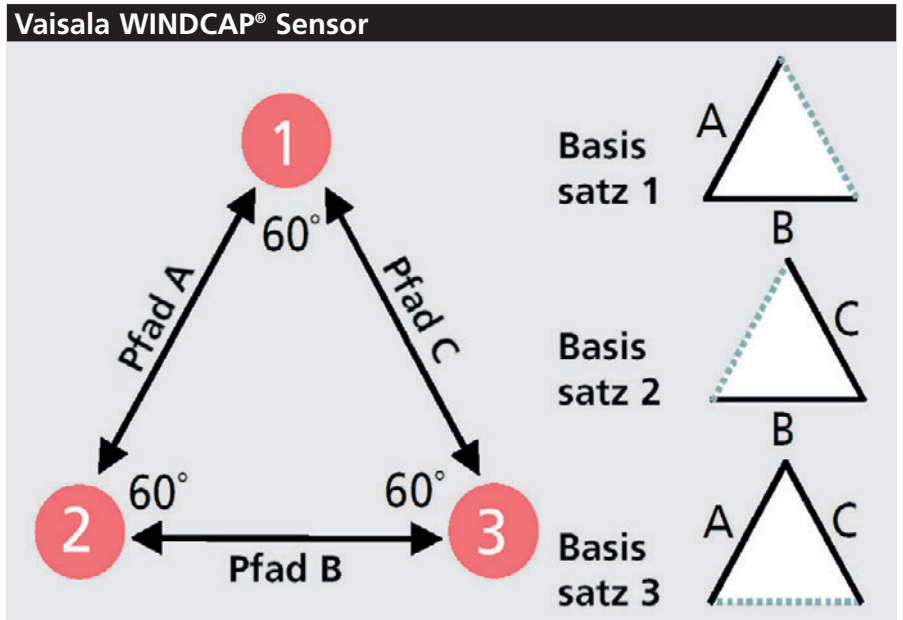 Vaisala WINDCAP® Sensor
1
60°
Pfad A
Pfad C
2
60°
60°
3
Pfad B
Basis
satz 1
A
B
Basis
satz 2
C
B
Basis
satz 3
A
C